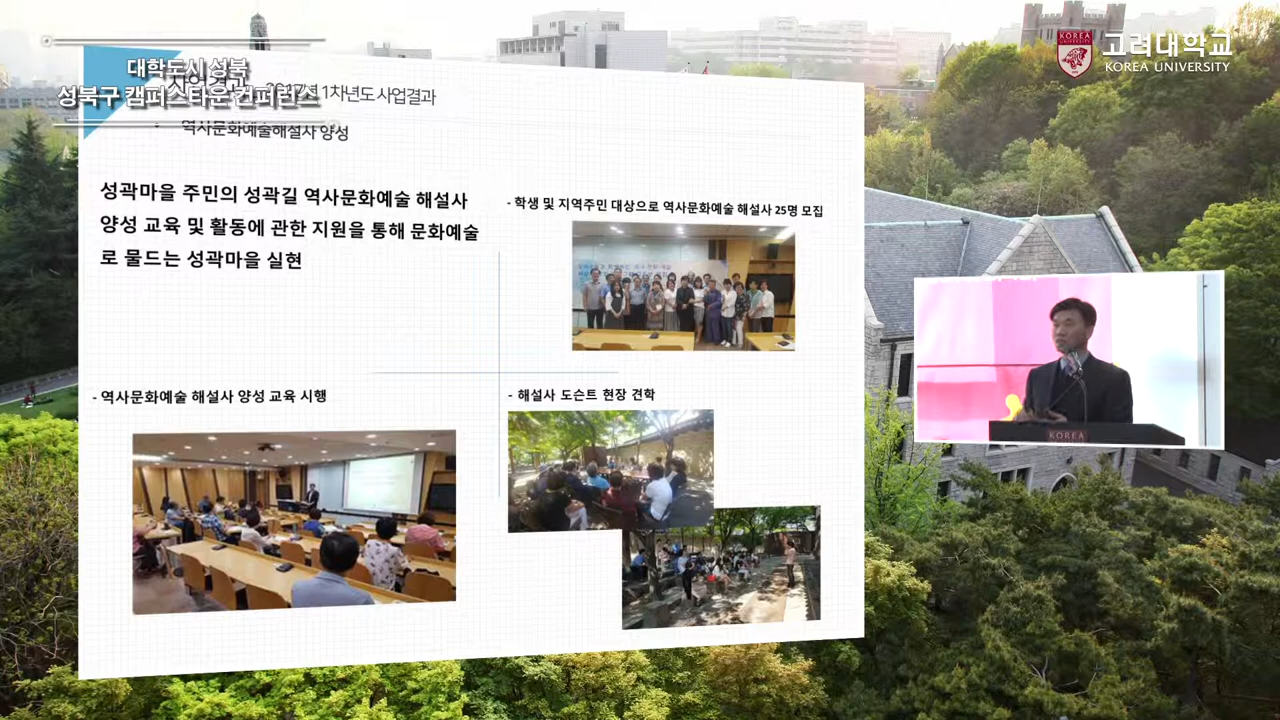 대학도시 성북
성북구 캠퍼스타운 컨퍼런스
1차년도 사업결과
역사문화예술해설사 양성
성곽마을 주민의 성곽길 역사문화예술 해설사
양성 교육 및 활동에 관한 지원을 통해 문화예술
로 물드는 성곽마을 실현
- 학생 및 지역주민 대상으로 역사문화예술 해설사 25명 모집
- 역사문화예술 해설사 양성 교육 시행
- 해설사 도슨트 현장 견학
KOREA
UNIVERSITY
고려대학교
KOREA UNIVERSITY
KOREA